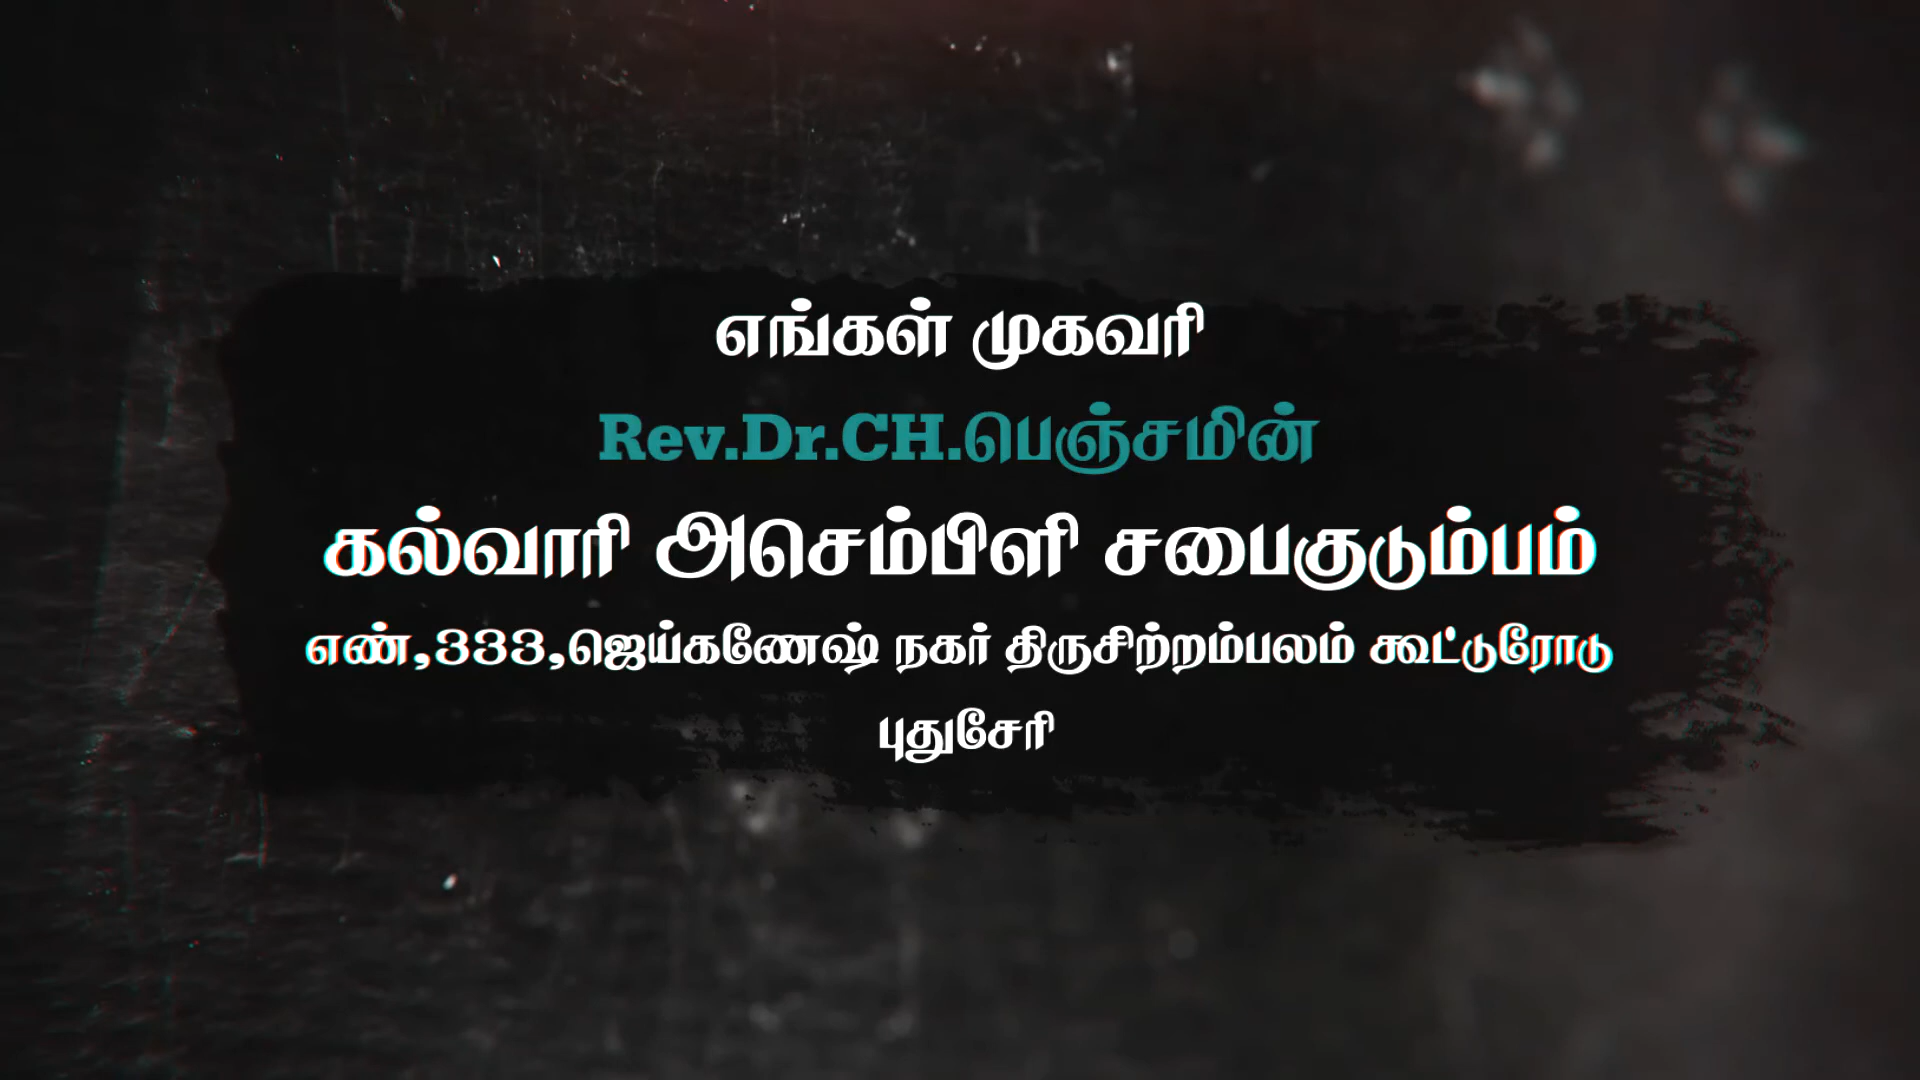 எங்கள் முகவரி
Rev.Dr.CH.பெஞ்சமின்
கல்வாரி அசெம்பிளி சபைகுடும்பம்
எண்,333,ஜெய்கணேஷ் நகர் திருசிற்றம்பலம் கூட்டுரோடு
புதுசேரி